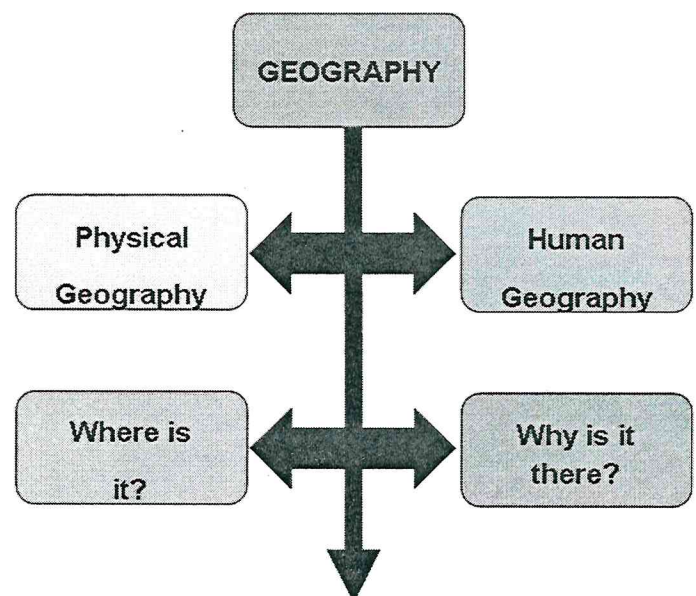 GEOGRAPHY
Physical
Geography
Human
Geography
Where is
it?
Why is it
there?